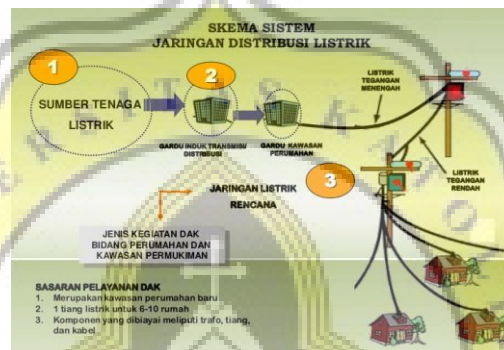 SKEMA SISTEM
JARINGAN DISTRIBUSI LISTRIK
1
SUMBER TENAGA
LISTRIK
2
GARDU INDUK TRANSMISI/
DISTRIBUSI
GARDU KAWASAN
PERUMAHAN
LISTRIK
TEGANGAN
MENENGAH
LISTRIK
TEGANGAN
RENDAH
3
JARINGAN LISTRIK
RENCANA
JENIS KEGIATAN DAK
BIDANG PERUMAHAN DAN
KAWASAN PERMUKIMAN
SASARAN PELAYANAN DAK
1. Merupakan kawasan perumahan baru
2. 1 tiang listrik untuk 6-10 rumah
3. Komponen yang dibiayai meliputi trafo, tiang,
dan kabel